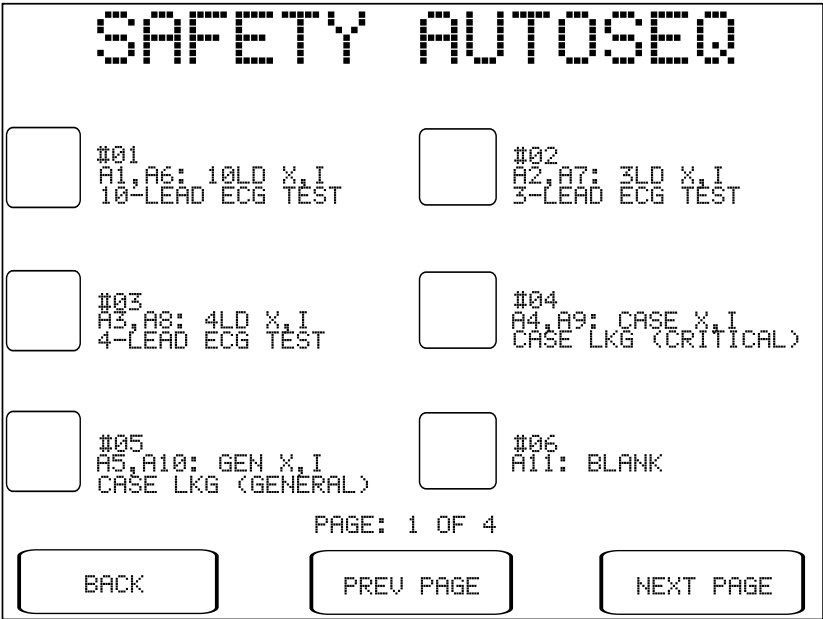 SAFETY AUTOSEQ
#01
A1,A6: 10LD X,I
10-LEAD ECG TEST
#02
A2,A7: 3LD X,I
3-LEAD ECG TEST
#03
A3,A8: 4LD X,I
4-LEAD ECG TEST
#04
A4,A9: CASE X,I
CASE LKG (CRITICAL)
#05
A5,A10: GEN X,I
CASE LKG (GENERAL)
#06
A11: BLANK
PAGE: 1 OF 4
BACK
PREV PAGE
NEXT PAGE